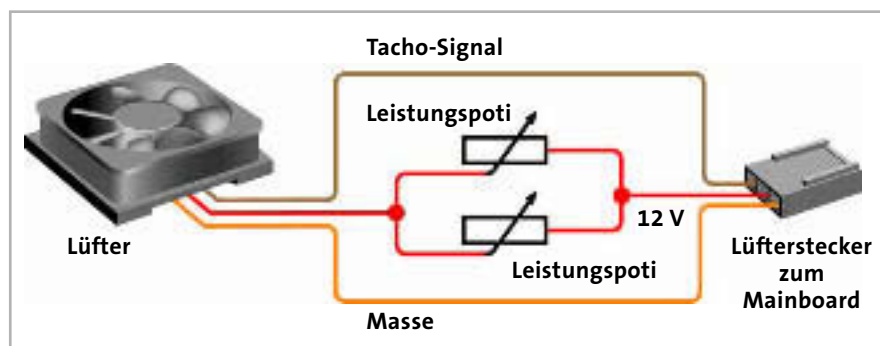 Tacho-Signal
Leistungspoti
Lüfter
12 V
Leistungspoti
Lüfterstecker
zum
Mainboard
Masse